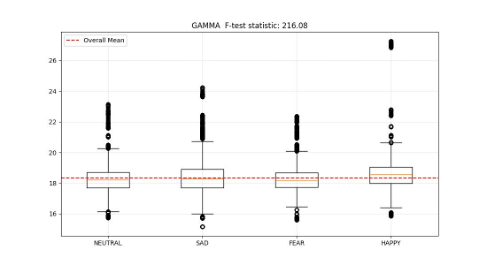 GAMMA F-test statistic: 216.08
Overall Mean
26
24
22
20
18
16
NEUTRAL SAD FEAR HAPPY